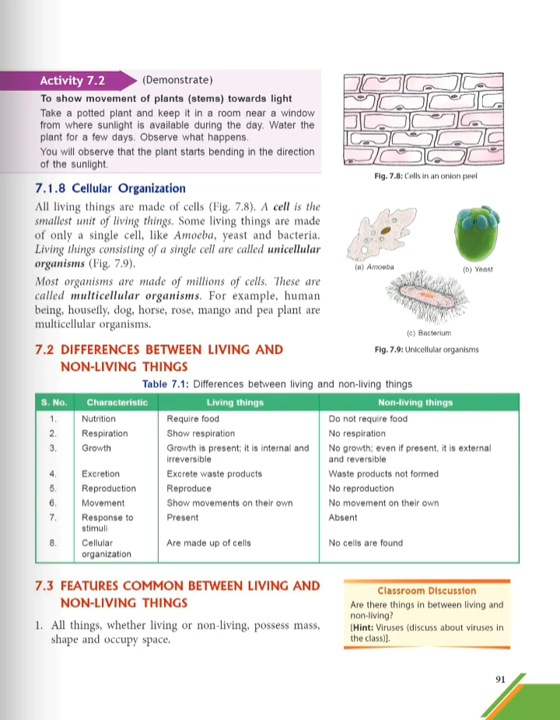 Activity 7.2
(Demonstrate)
To show movement of plants (stems) towards light
Take a potted plant and keep it in a room near a window
from where sunlight is available during the day. Water the
plant for a few days. Observe what happens.
You will observe that the plant starts bending in the direction
of the sunlight.
Fig. 7.8: Cells in an onion peel
7.1.8 Cellular Organization
All living things are made of cells (Fig. 7.8). A cell is the
smallest unit of living things. Some living things are made
of only a single cell, like Amoeba, yeast and bacteria.
Living things consisting of a single cell are called unicellular
organisms (Fig. 7.9).
Most organisms are made of millions of cells. These are
called multicellular organisms. For example, human
being, housefly, dog, horse, rose, mango and pea plant are
multicellular organisms.
(a) Amoeba
(b) Yeast
(c) Bacterium
Fig. 7.9: Unicellular organisms
7.2 DIFFERENCES BETWEEN LIVING AND
NON-LIVING THINGS
Table 7.1: Differences between living and non-living things
S. No. Characteristic Living things Non-living things
1. Nutrition Require food Do not require food
2. Respiration Show respiration No respiration
3. Growth Growth is present; it is internal and No growth; even if present, it is external
irreversible and reversible
4. Excretion Excrete waste products Waste products not formed
5. Reproduction Reproduce No reproduction
6. Movement Show movements on their own No movement on their own
7. Response to Present Absent
stimuli
8. Cellular Are made up of cells No cells are found
organization
7.3 FEATURES COMMON BETWEEN LIVING AND
NON-LIVING THINGS
1. All things, whether living or non-living, possess mass,
shape and occupy space.
Classroom Discussion
Are there things in between living and
non-living?
[Hint: Viruses (discuss about viruses in
the class)].
91